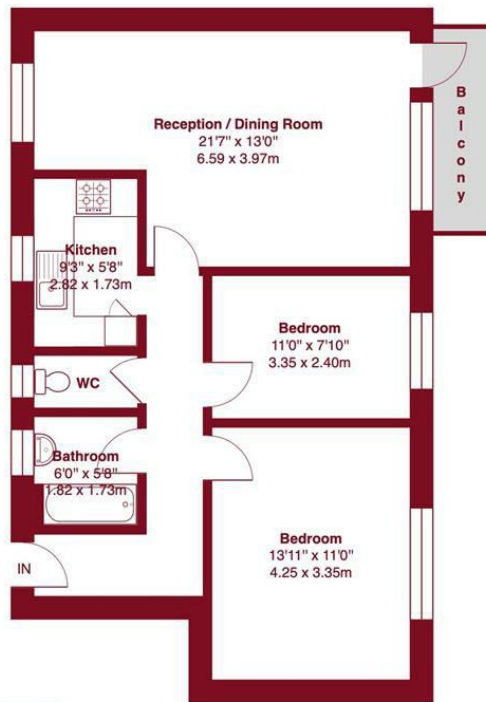 Reception / Dining Room
21'7" x 13'0"
6.59 x 3.97m
Balcony
Kitchen
9'3" x 5'8"
2.82 x 1.73m
Bedroom
11'0" x 7'10"
3.35 x 2.40m
WC
Bathroom
6'0" x 5'8"
1.82 x 1.73m
Bedroom
13'11" x 11'0"
4.25 x 3.35m
IN